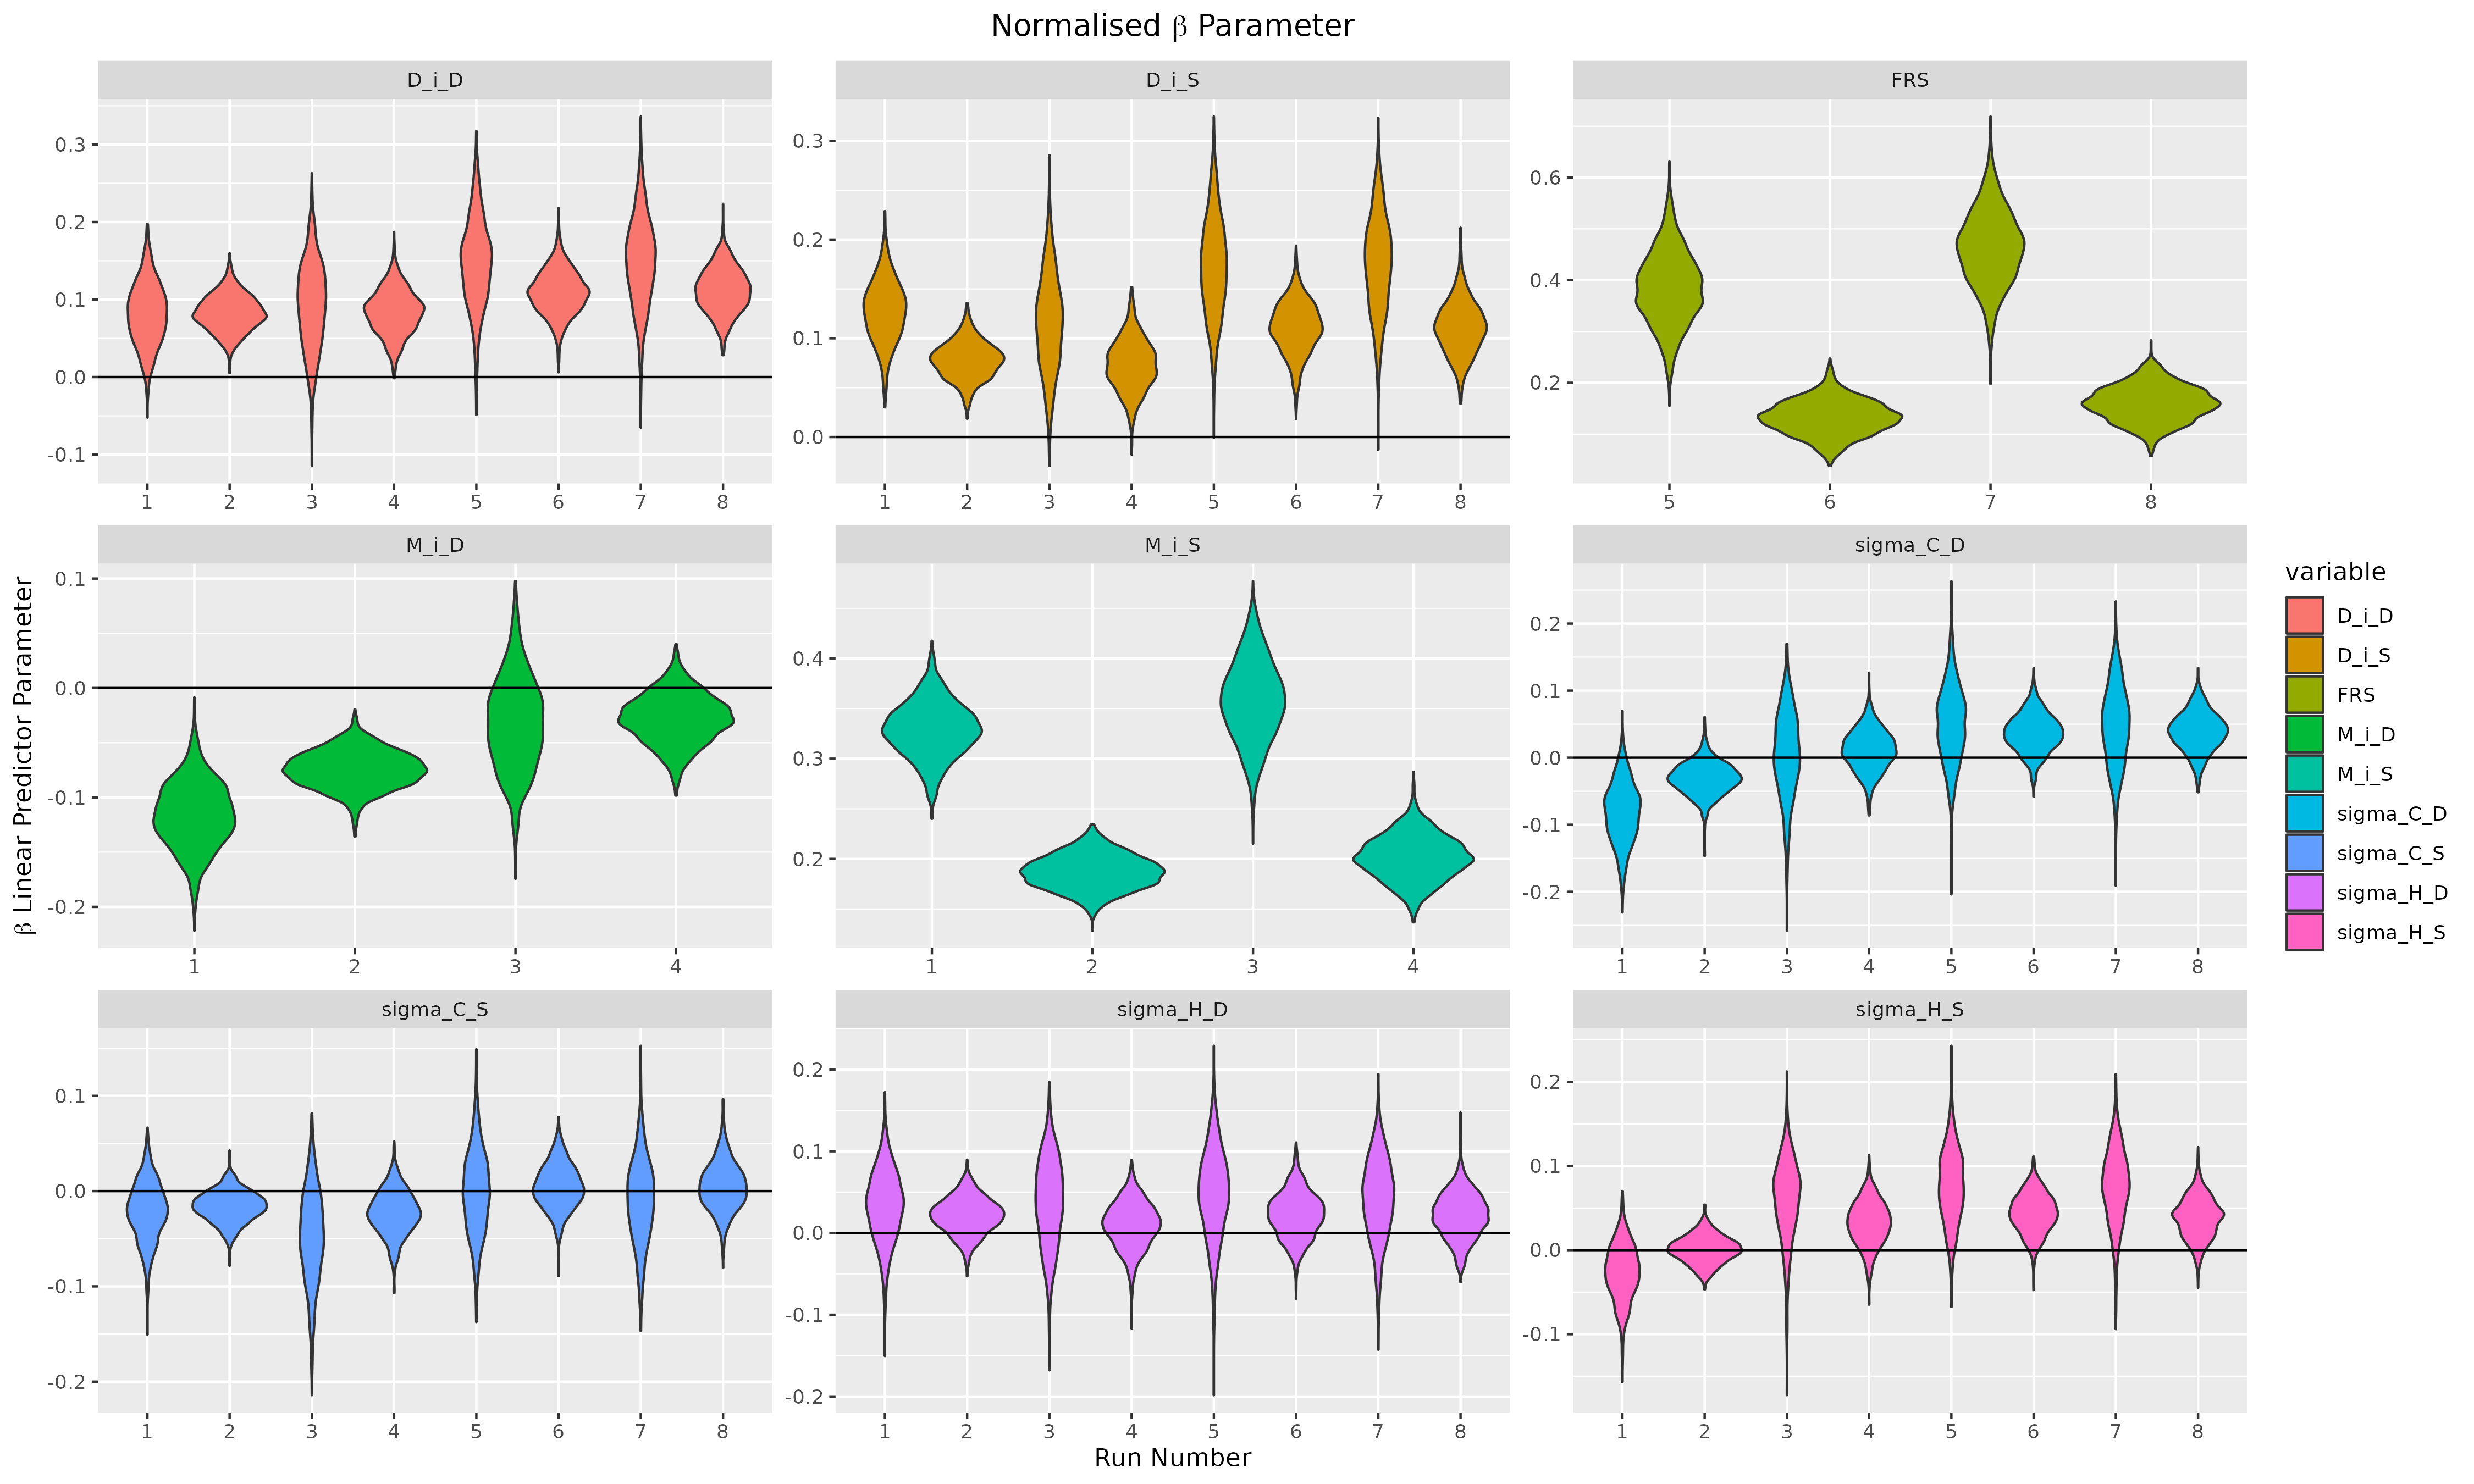 Normalised β Parameter
D_i_D
D_i_S
FRS
0.3
0.2
0.1
0.0
-0.1
0.3
0.2
0.1
0.0
0.6
0.4
0.2
1 2 3 4 5 6 7 8
1 2 3 4 5 6 7 8
5 6 7 8
M_i_D
M_i_S
sigma_C_D
0.1
0.0
-0.1
-0.2
0.4
0.3
0.2
0.2
0.1
0.0
-0.1
-0.2
1 2 3 4
1 2 3 4
1 2 3 4 5 6 7 8
sigma_C_S
sigma_H_D
sigma_H_S
0.1
0.0
-0.1
-0.2
0.2
0.1
0.0
-0.1
-0.2
0.2
0.1
0.0
-0.1
1 2 3 4 5 6 7 8
1 2 3 4 5 6 7 8
1 2 3 4 5 6 7 8
β Linear Predictor Parameter
Run Number
variable
D_i_D
D_i_S
FRS
M_i_D
M_i_S
sigma_C_D
sigma_C_S
sigma_H_D
sigma_H_S